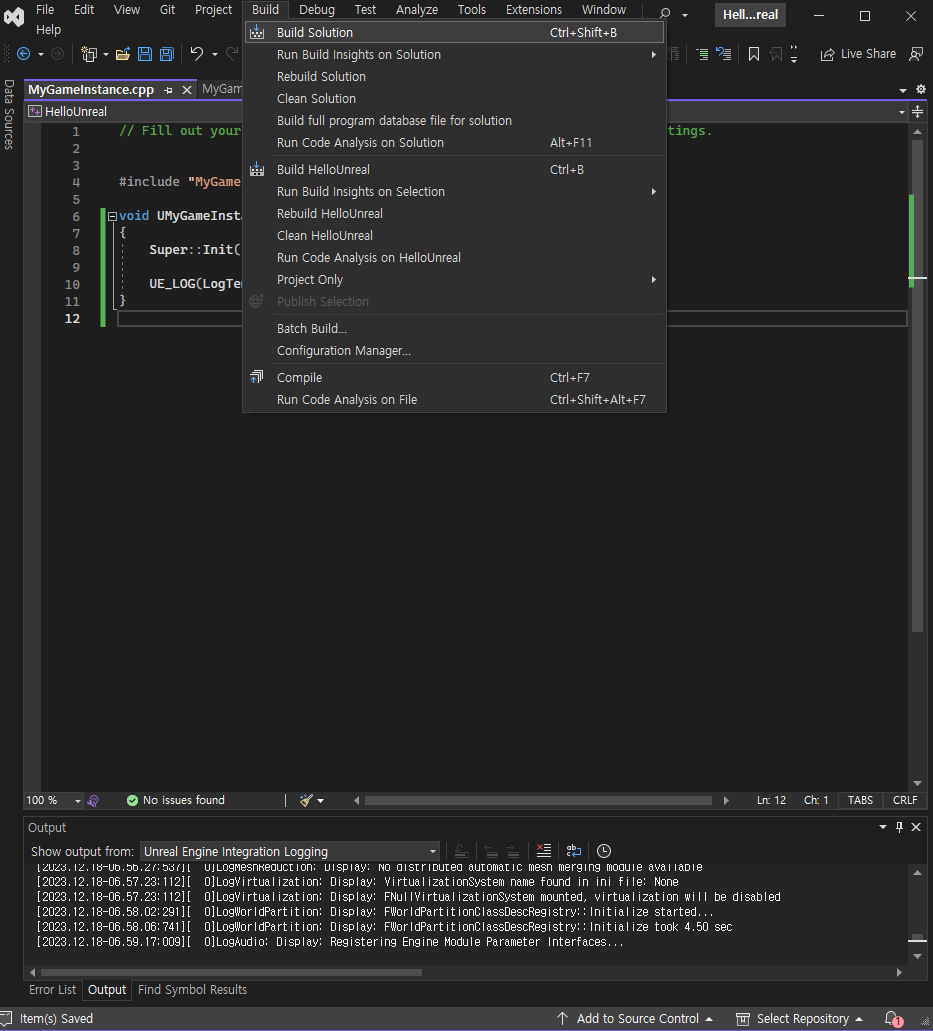 File Edit View Git Project Build Debug Test Analyze Tools Extensions Window Hell...real
Help
Live Share
Data Sources
MyGameInstance.cpp MyGam
HelloUnreal
Build Solution Ctrl+Shift+B
Run Build Insights on Solution
Rebuild Solution
Clean Solution
Build full program database file for solution
Run Code Analysis on Solution Alt+F11
Build HelloUnreal Ctrl+B
Run Build Insights on Selection
Rebuild HelloUnreal
Clean HelloUnreal
Run Code Analysis on HelloUnreal
Project Only
Publish Selection
Batch Build...
Configuration Manager...
Compile Ctrl+F7
Run Code Analysis on File Ctrl+Shift+Alt+F7
1 // Fill out your tings.
2
3
4 #include "MyGame
5
6 void UMyGameInst
7 {
8 Super::Init(
9
10 UE_LOG(LogTe
11 }
12
100 % No issues found Ln: 12 Ch: 1 TABS CRLF
Output
Show output from: Unreal Engine Integration Logging
[2023.12.18-06.56.27:537][ 0]LogMeshReduction: Display: No distributed automatic mesh merging module available
[2023.12.18-06.57.23:112][ 0]LogVirtualization: Display: VirtualizationSystem name found in ini file: None
[2023.12.18-06.57.23:112][ 0]LogVirtualization: Display: FNullVirtualizationSystem mounted, virtualization will be disabled
[2023.12.18-06.58.02:291][ 0]LogWorldPartition: Display: FWorldPartitionClassDescRegistry::Initialize started...
[2023.12.18-06.58.06:741][ 0]LogWorldPartition: Display: FWorldPartitionClassDescRegistry::Initialize took 4.50 sec
[2023.12.18-06.59.17:009][ 0]LogAudio: Display: Registering Engine Module Parameter Interfaces...
Error List Output Find Symbol Results
Item(s) Saved Add to Source Control Select Repository 1